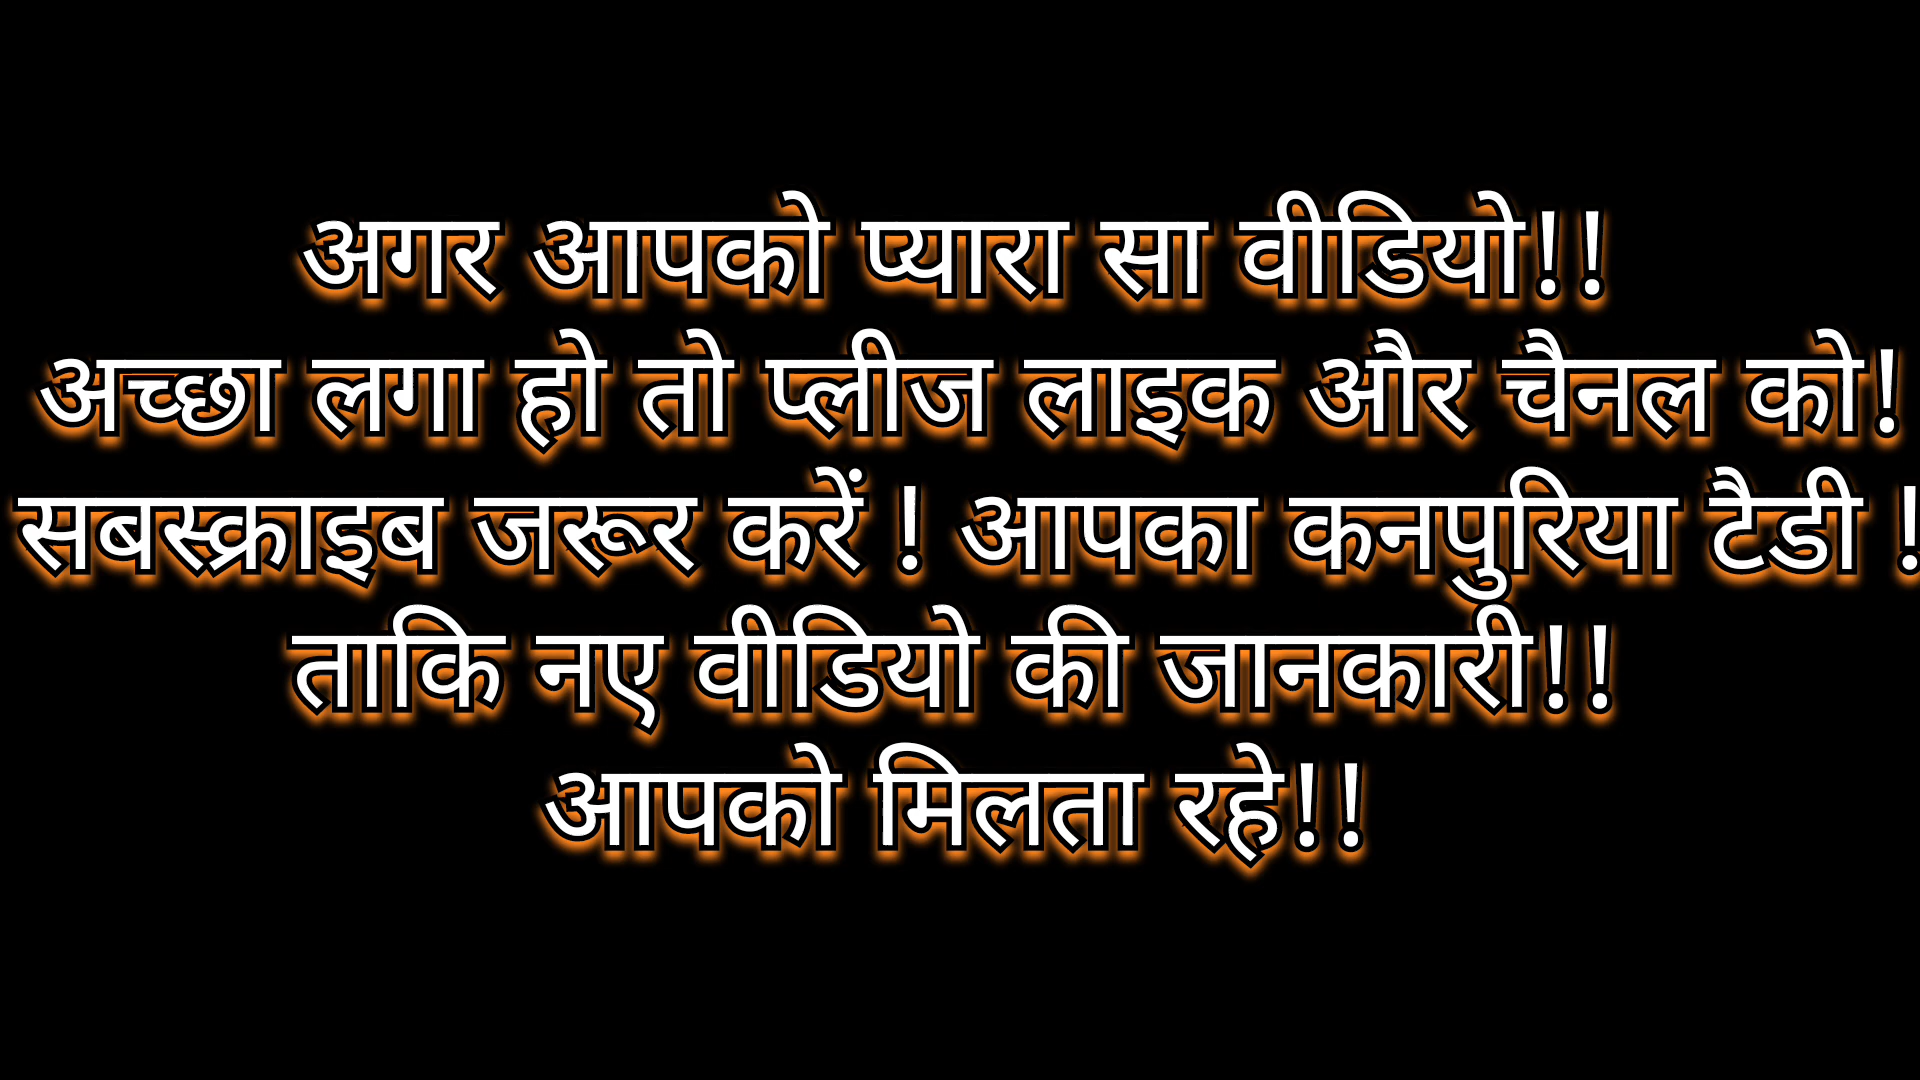 अगर आपको प्यारा सा वीडियो!!
अच्छा लगा हो तो प्लीज लाइक और चैनल को!
सबस्क्राइब जरूर करें ! आपका कनपुरिया टैडी !
ताकि नए वीडियो की जानकारी!!
आपको मिलता रहे!!